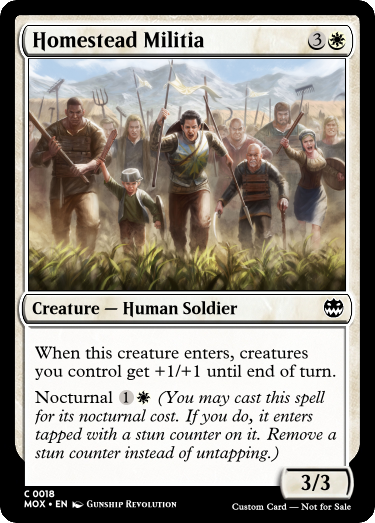 Homestead Militia 3
Creature — Human Soldier
When this creature enters, creatures
you control get +1/+1 until end of turn.
Nocturnal 1 (You may cast this spell
for its nocturnal cost. If you do, it enters
tapped with a stun counter on it. Remove a
stun counter instead of untapping.)
3/3
C 0018
MOX • EN Gunship Revolution
Custom Card — Not for Sale